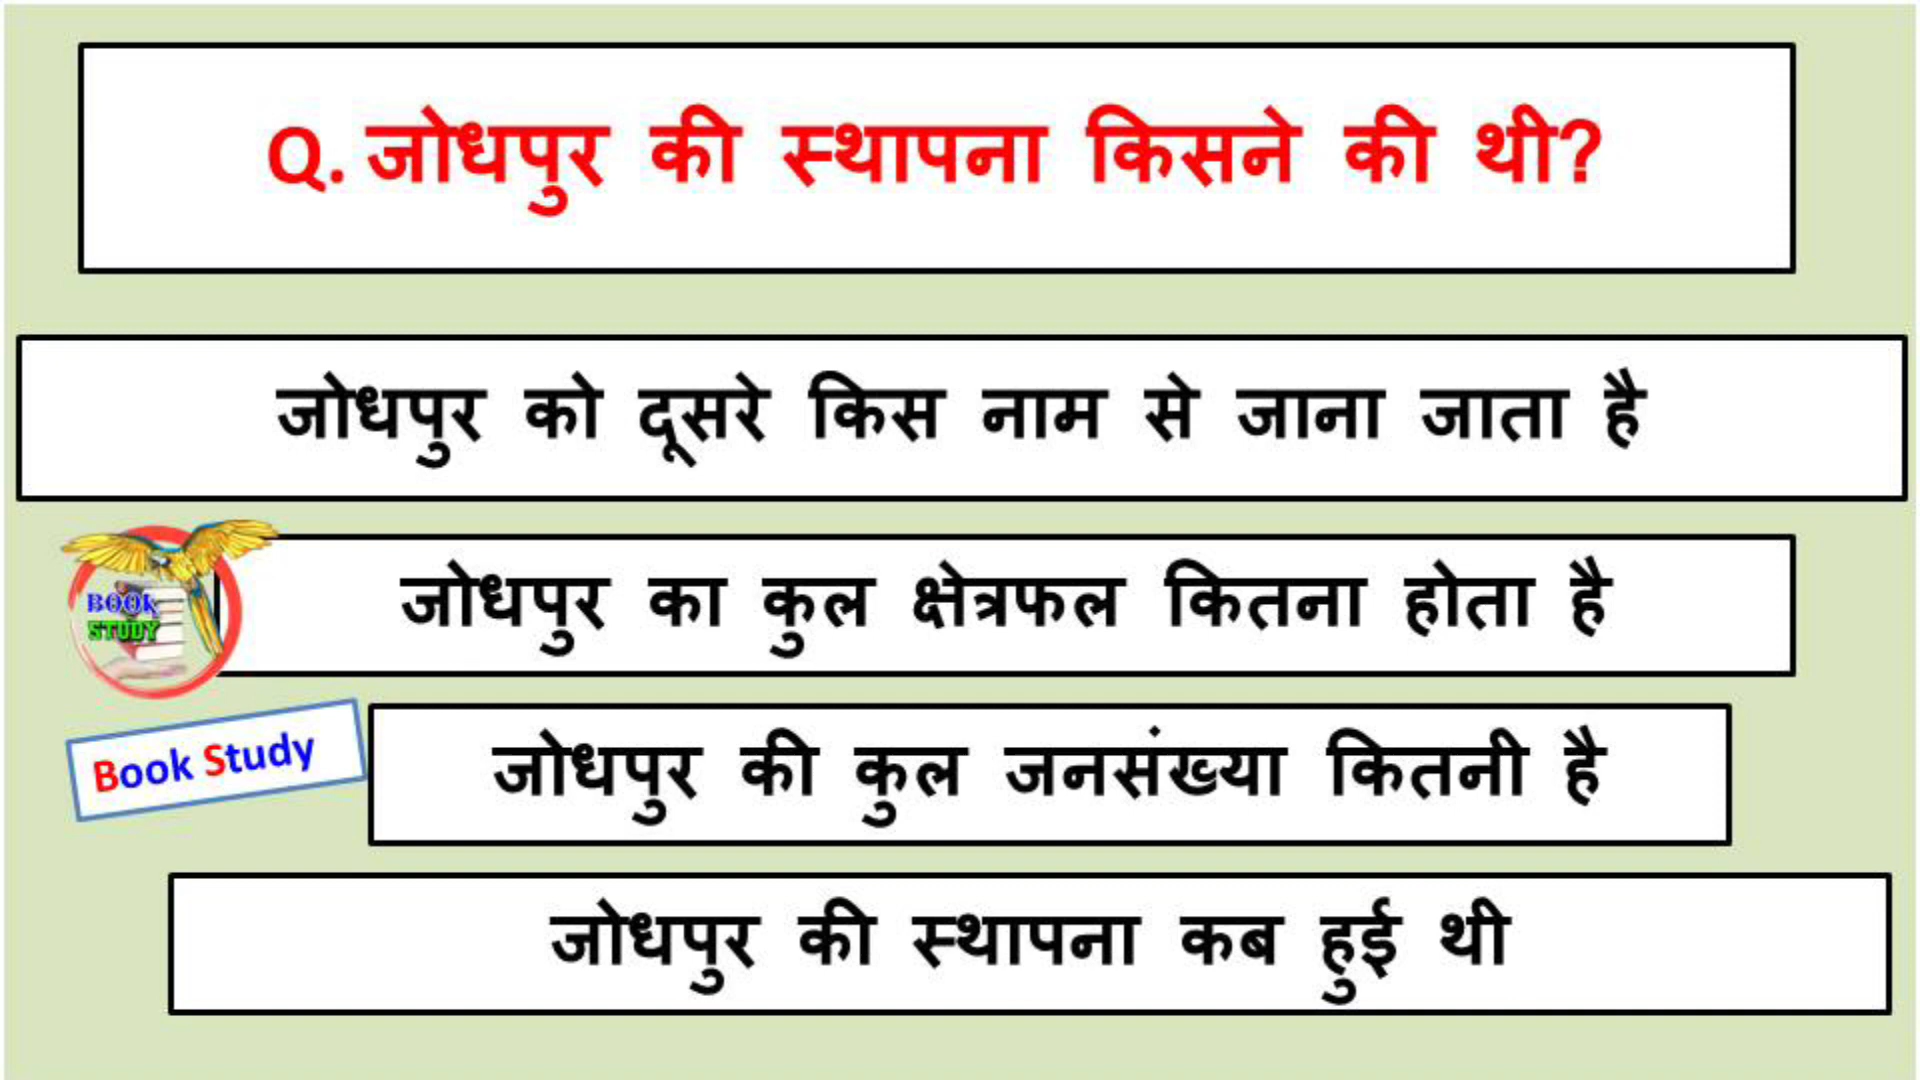 Q. जोधपुर की स्थापना किसने की थी?
जोधपुर को दूसरे किस नाम से जाना जाता है
जोधपुर का कुल क्षेत्रफल कितना होता है
BOOK
STUDY
जोधपुर की कुल जनसंख्या कितनी है
Book Study
जोधपुर की स्थापना कब हुई थी